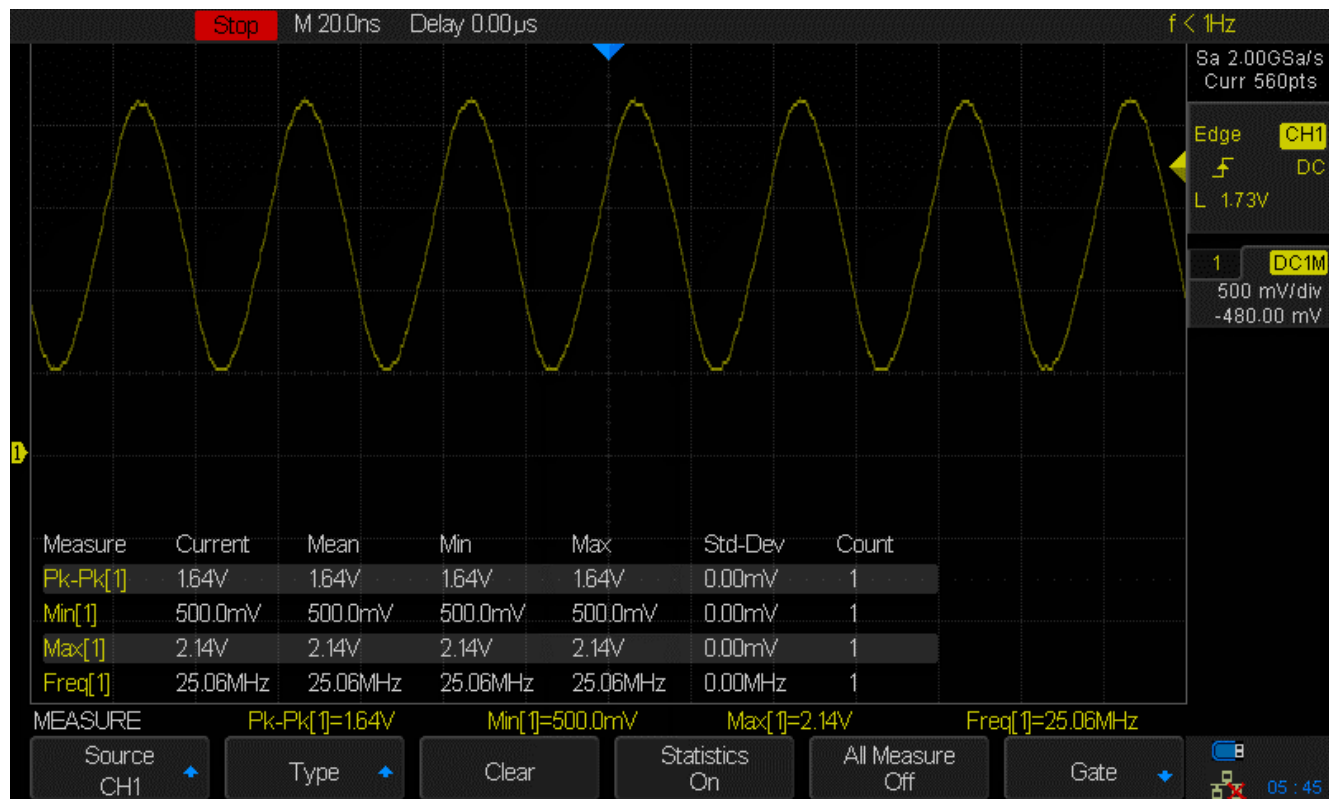 Stop M 20.0ns Delay 0.00µs f < 1Hz
Sa 2.00GSa/s
Curr 560pts
Edge CH1
DC
L 1.73V
1 DC1M
500 mV/div
-480.00 mV
1
Measure Current Mean Min Max Std-Dev Count
Pk-Pk[1] 1.64V 1.64V 1.64V 1.64V 0.00mV 1
Min[1] 500.0mV 500.0mV 500.0mV 500.0mV 0.00mV 1
Max[1] 2.14V 2.14V 2.14V 2.14V 0.00mV 1
Freq[1] 25.06MHz 25.06MHz 25.06MHz 25.06MHz 0.00MHz 1
MEASURE Pk-Pk[1]=1.64V Min[1]=500.0mV Max[1]=2.14V Freq[1]=25.06MHz
Source Type Clear Statistics All Measure Gate
CH1 On Off
05 : 45